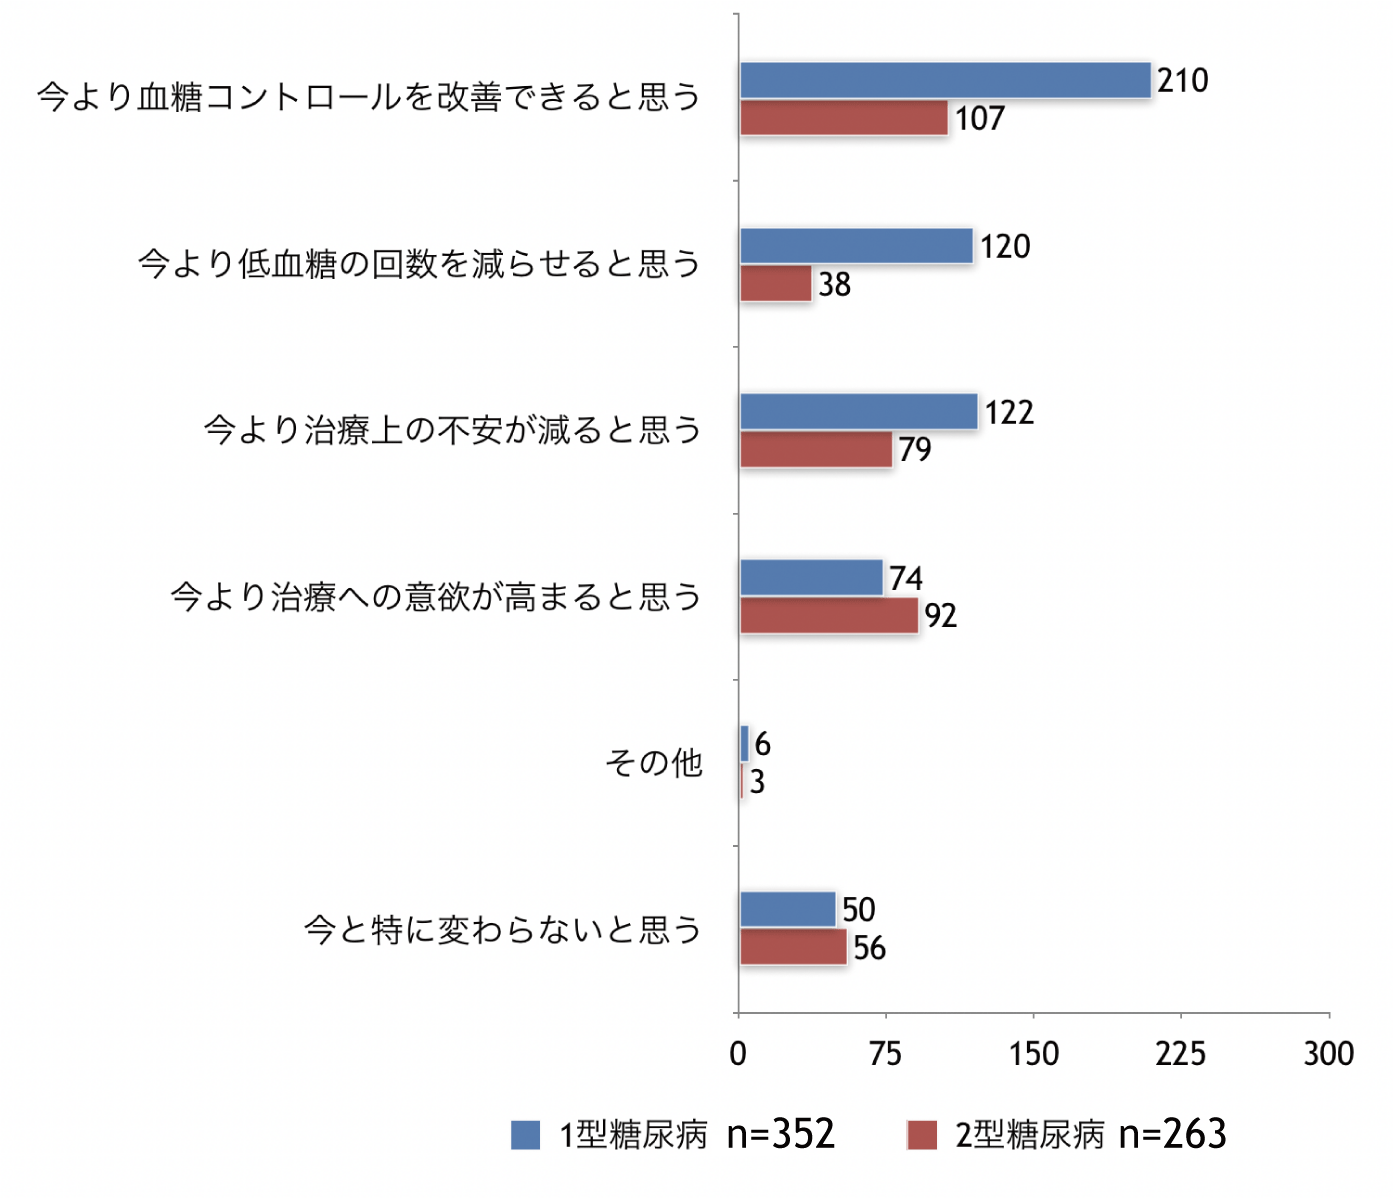 今より血糖コントロールを改善できると思う
210
107
今より低血糖の回数を減らせると思う
120
38
今より治療上の不安が減ると思う
122
79
今より治療への意欲が高まると思う
74
92
その他
6
3
今と特に変わらないと思う
50
56
0 75 150 225 300
1型糖尿病 n=352 2型糖尿病 n=263